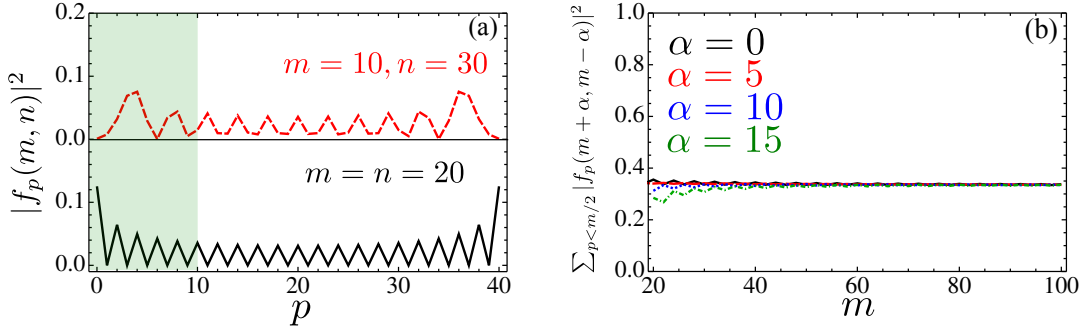 (a)
|f_p(m, n)|^2
0.2
m = 10, n = 30
0.1
0.0
m = n = 20
0.1
0.0
0 10 20 30 40
p
(b)
∑_{p<m/2} |f_p(m + α, m − α)|^2
1.0
α = 0
0.8
α = 5
α = 10
0.6
α = 15
0.4
0.2
0.0
20 40 60 80 100
m